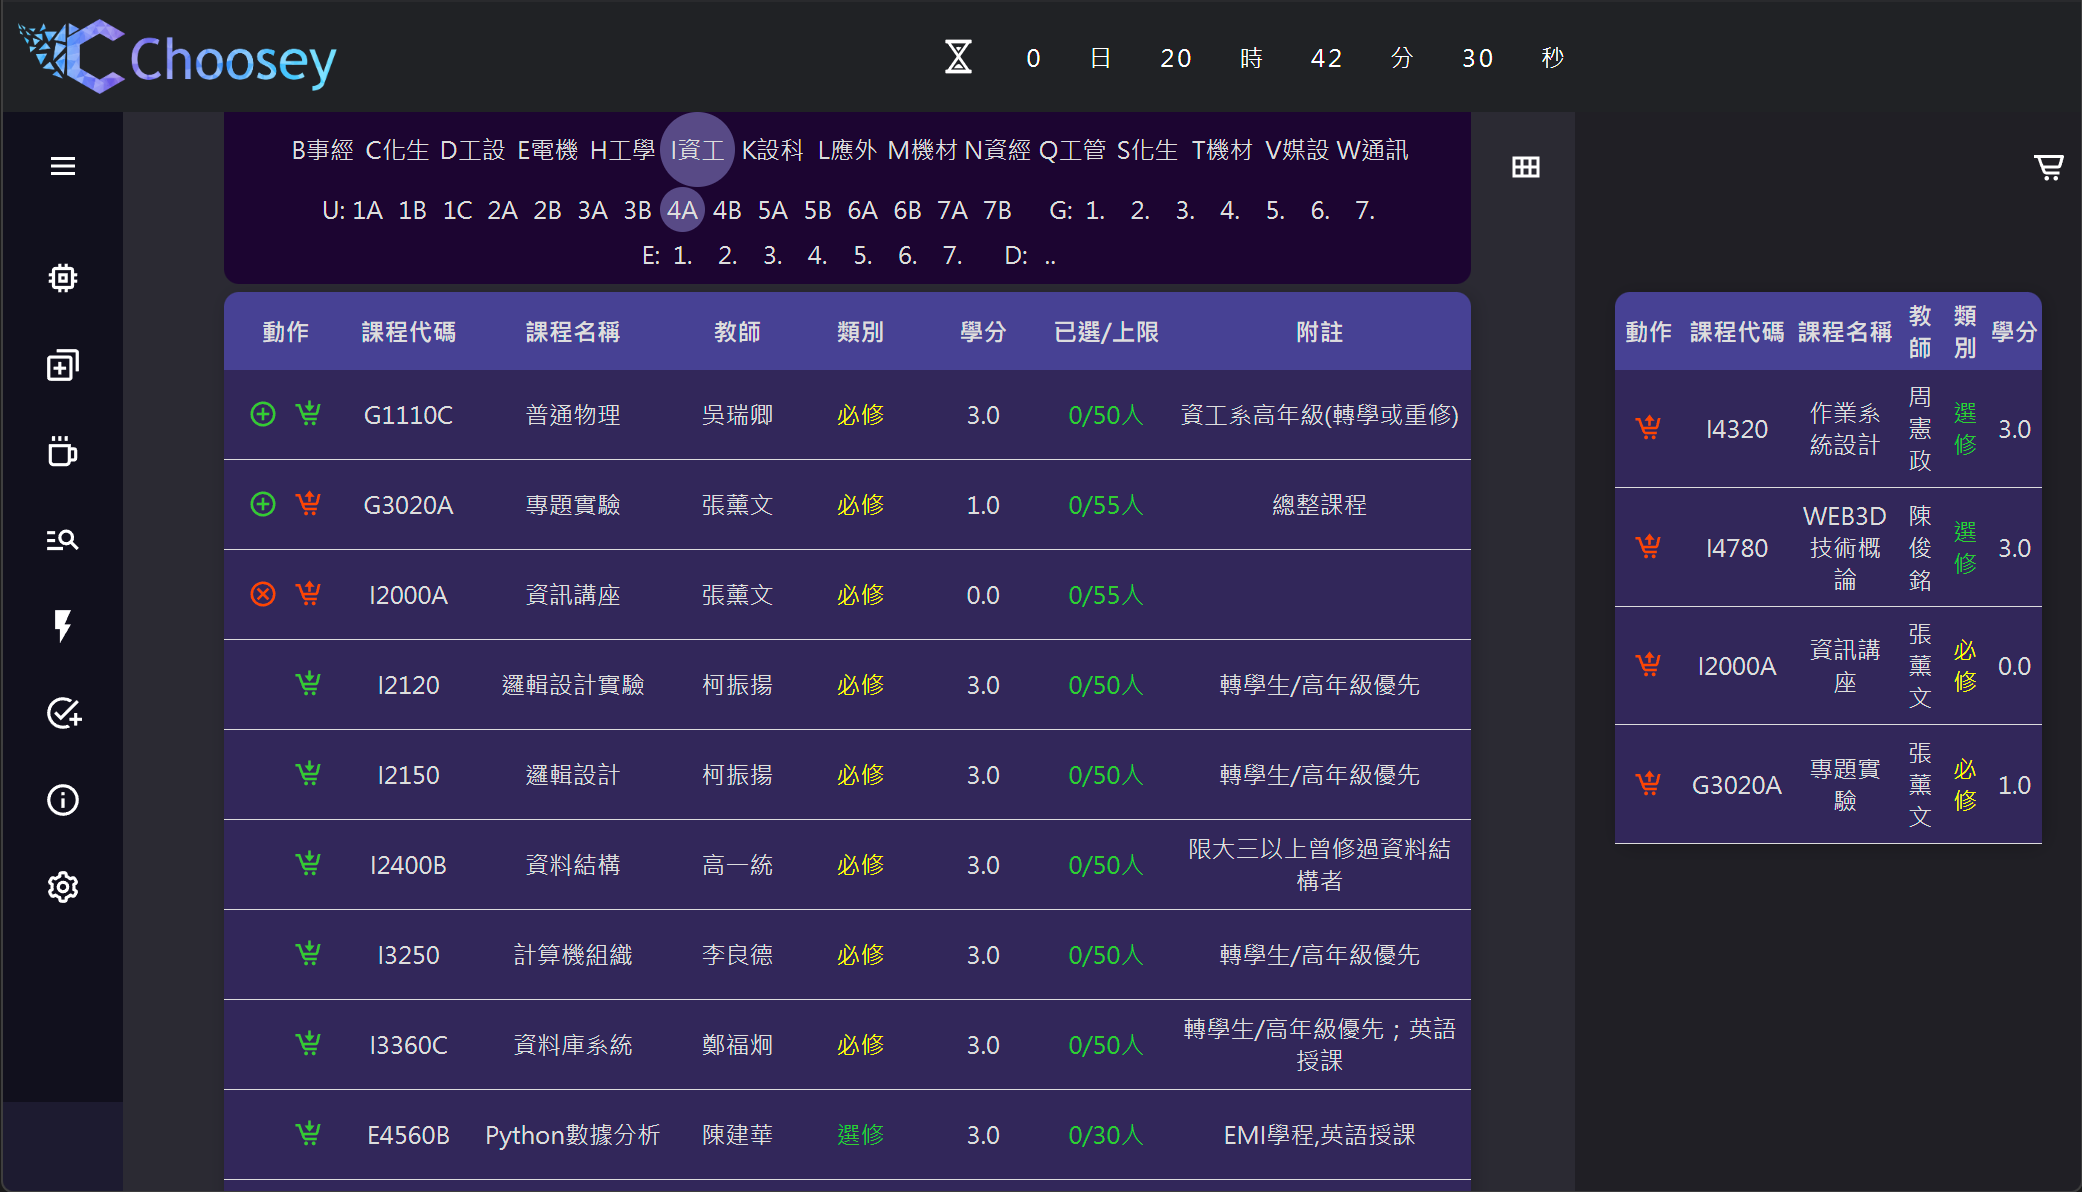 Choosey
0 日 20 時 42 分 30 秒
B事經 C化生 D工設 E電機 H工學 I資工 K設科 L應外 M機材 N資經 Q工管 S化生 T機材 V媒設 W通訊
U: 1A 1B 1C 2A 2B 3A 3B 4A 4B 5A 5B 6A 6B 7A 7B G: 1. 2. 3. 4. 5. 6. 7.
E: 1. 2. 3. 4. 5. 6. 7. D: ..
動作 課程代碼 課程名稱 教師 類別 學分 已選/上限 附註
G1110C 普通物理 吳瑞卿 必修 3.0 0/50人 資工系高年級(轉學或重修)
G3020A 專題實驗 張薰文 必修 1.0 0/55人 總整課程
I2000A 資訊講座 張薰文 必修 0.0 0/55人
I2120 邏輯設計實驗 柯振揚 必修 3.0 0/50人 轉學生/高年級優先
I2150 邏輯設計 柯振揚 必修 3.0 0/50人 轉學生/高年級優先
I2400B 資料結構 高一統 必修 3.0 0/50人 限大三以上曾修過資料結
構者
I3250 計算機組織 李良德 必修 3.0 0/50人 轉學生/高年級優先
I3360C 資料庫系統 鄭福炯 必修 3.0 0/50人 轉學生/高年級優先；英語
授課
E4560B Python數據分析 陳建華 選修 3.0 0/30人 EMI學程,英語授課
動作 課程代碼 課程名稱 教師 類別 學分
I4320 作業系
統設計 周憲政 選修 3.0
I4780 WEB3D
技術概
論 陳俊銘 選修 3.0
I2000A 資訊講
座 張薰文 必修 0.0
G3020A 專題實
驗 張薰文 必修 1.0